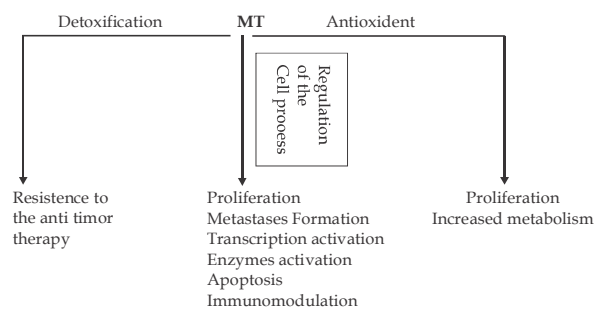 Detoxification MT Antioxident
Regulation
of the
Cell prooess
Resistence to
the anti timor
therapy
Proliferation
Metastases Formation
Transcription activation
Enzymes activation
Apoptosis
Immunomodulation
Proliferation
Increased metabolism